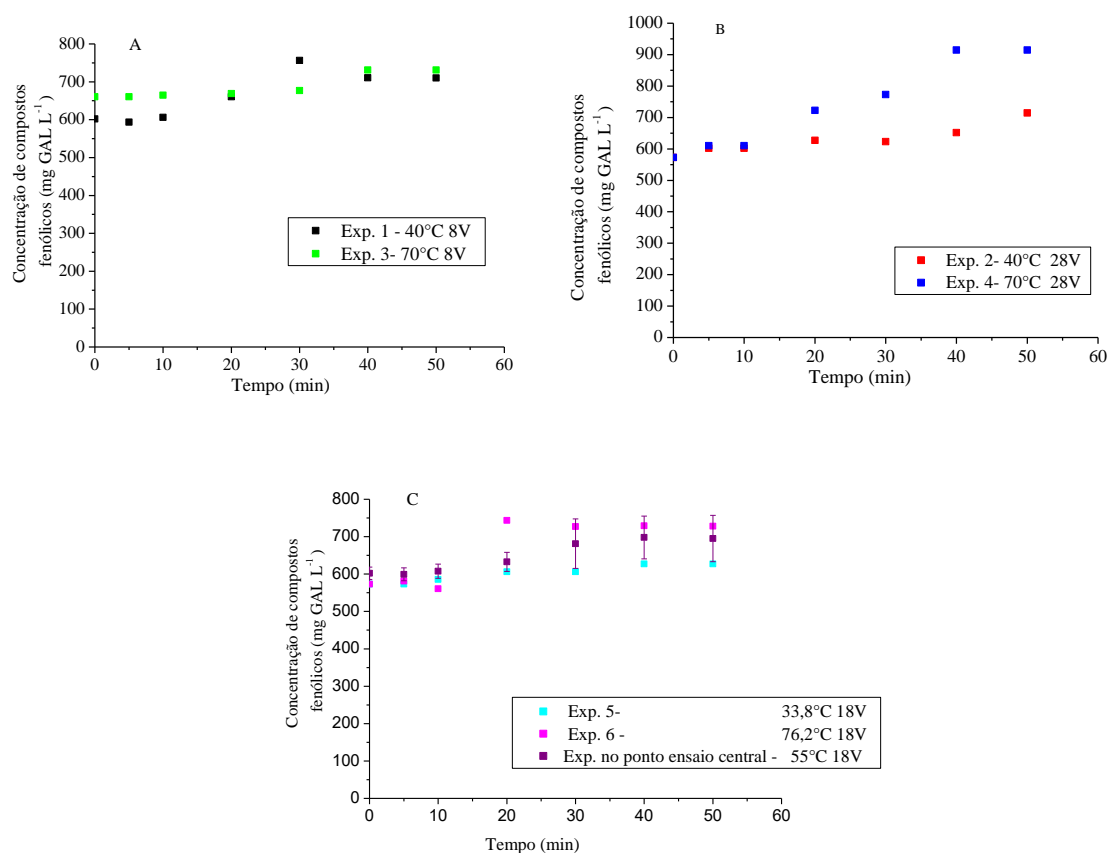 A
Concentração de compostos
fenólicos (mg GAL L⁻¹)
800
700
600
500
400
300
200
100
0
Exp. 1 - 40°C 8V
Exp. 3- 70°C 8V
0 10 20 30 40 50 60
Tempo (min)
B
Concentração de compostos
fenólicos (mg GAL L⁻¹)
1000
900
800
700
600
500
400
300
200
100
0
Exp. 2- 40°C 28V
Exp. 4- 70°C 28V
0 10 20 30 40 50 60
Tempo (min)
C
Concentração de compostos
fenólicos (mg GAL L⁻¹)
800
700
600
500
400
300
200
100
0
Exp. 5- 33,8°C 18V
Exp. 6 - 76,2°C 18V
Exp. no ponto ensaio central - 55°C 18V
0 10 20 30 40 50 60
Tempo (min)